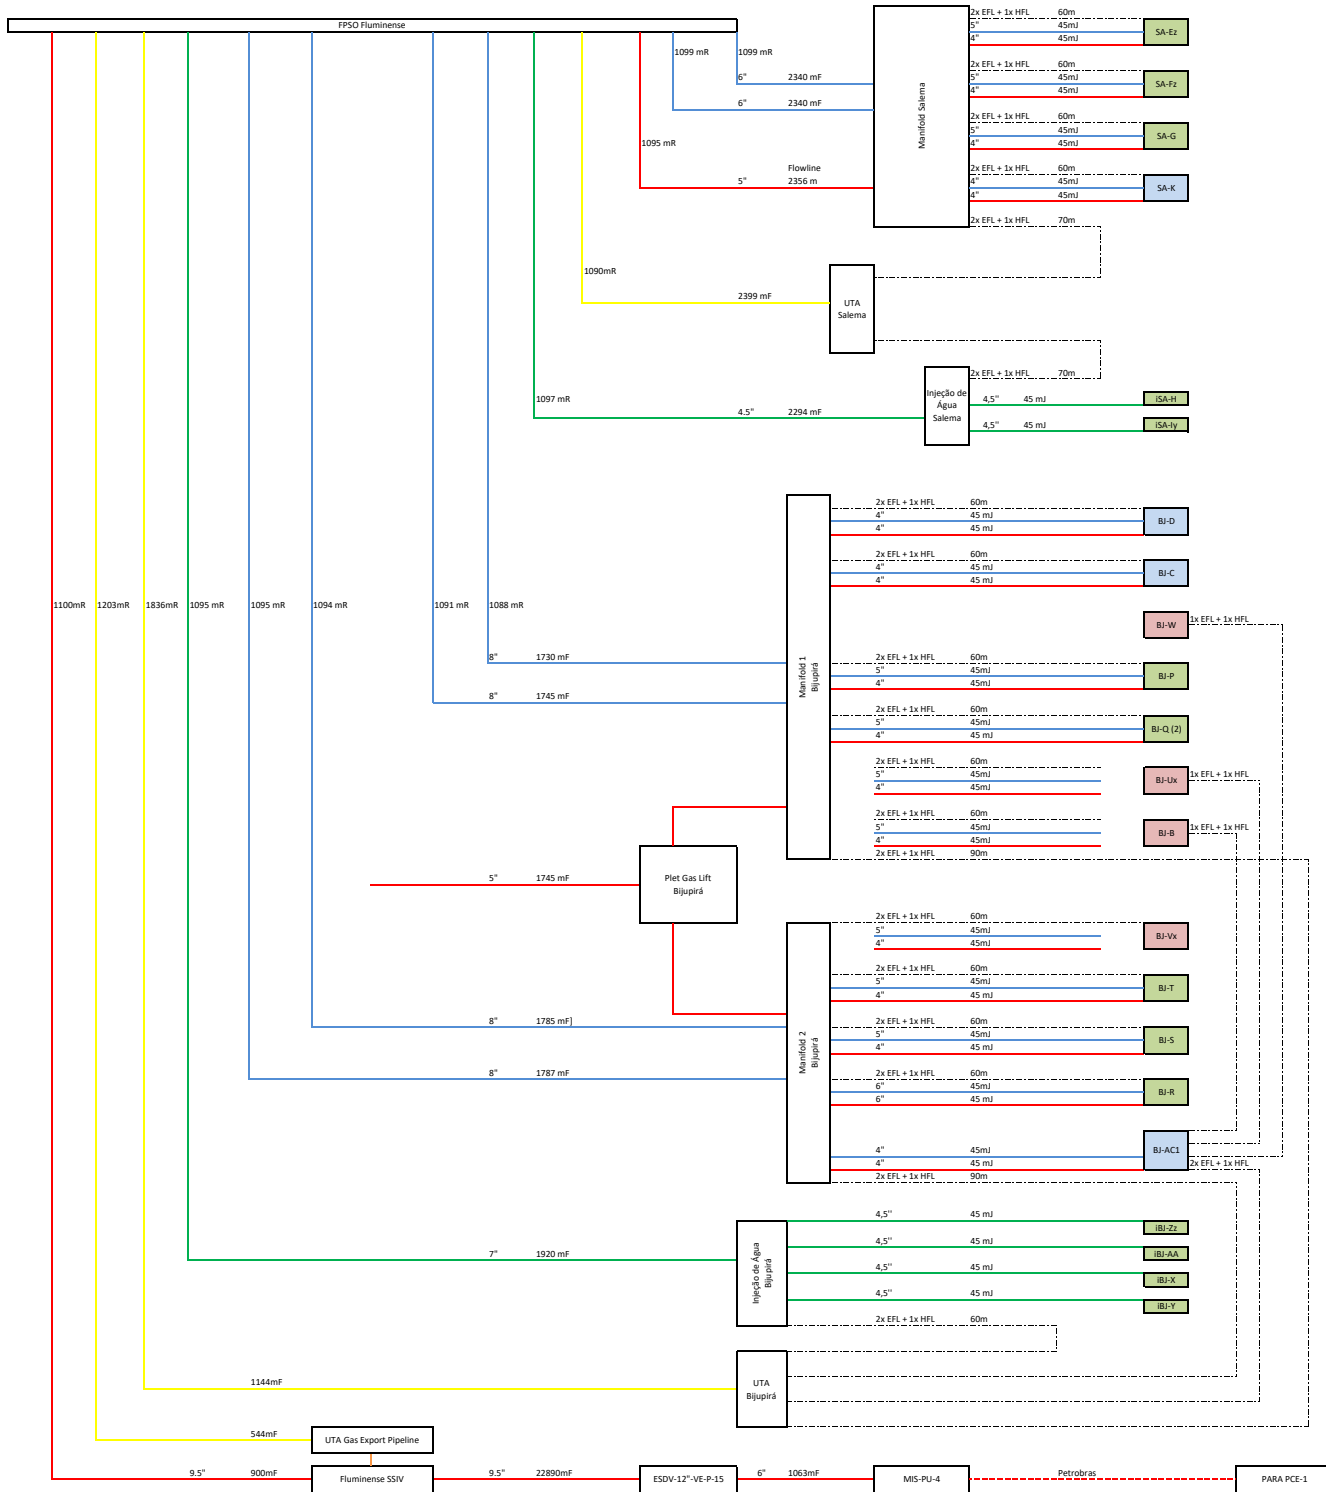 FPSO Fluminense
2x EFL + 1x HFL 60m
5" 45mJ
4" 45mJ
SA-Ez
1099 mR 1099 mR
6" 2340 mF
6" 2340 mF
Manifold Salema
2x EFL + 1x HFL 60m
5" 45mJ
4" 45mJ
SA-Fz
2x EFL + 1x HFL 60m
5" 45mJ
4" 45mJ
SA-G
1095 mR
Flowline
5" 2356 m
2x EFL + 1x HFL 60m
4" 45mJ
4" 45mJ
SA-K
2x EFL + 1x HFL 70m
1090mR
2399 mF
UTA
Salema
2x EFL + 1x HFL 70m
1097 mR
4.5" 2294 mF
Injeção de
Água
Salema
4,5'' 45 mJ
iSA-H
4,5'' 45 mJ
iSA-Iy
2x EFL + 1x HFL 60m
4" 45 mJ
4" 45 mJ
BJ-D
2x EFL + 1x HFL 60m
4" 45 mJ
4" 45 mJ
BJ-C
1100mR 1203mR 1836mR 1095 mR 1095 mR 1094 mR 1091 mR 1088 mR
BJ-W
1x EFL + 1x HFL
8" 1730 mF
8" 1745 mF
Manifold 1
Bijupirá
2x EFL + 1x HFL 60m
5" 45mJ
4" 45mJ
BJ-P
2x EFL + 1x HFL 60m
5" 45mJ
4" 45 mJ
BJ-Q (2)
2x EFL + 1x HFL 60m
5" 45mJ
4" 45mJ
BJ-Ux
1x EFL + 1x HFL
2x EFL + 1x HFL 60m
5" 45mJ
4" 45mJ
BJ-B
1x EFL + 1x HFL
2x EFL + 1x HFL 90m
5" 1745 mF
Plet Gas Lift
Bijupirá
2x EFL + 1x HFL 60m
5" 45mJ
4" 45mJ
BJ-Vx
2x EFL + 1x HFL 60m
5" 45mJ
4" 45 mJ
BJ-T
8" 1785 mF]
8" 1787 mF
Manifold 2
Bijupirá
2x EFL + 1x HFL 60m
5" 45mJ
4" 45 mJ
BJ-S
2x EFL + 1x HFL 60m
6" 45mJ
6" 45 mJ
BJ-R
4" 45mJ
4" 45 mJ
BJ-AC1
2x EFL + 1x HFL
2x EFL + 1x HFL 90m
7" 1920 mF
Injeção de Água
Bijupirá
4,5'' 45 mJ
iBJ-Zz
4,5'' 45 mJ
iBJ-AA
4,5'' 45 mJ
iBJ-X
4,5'' 45 mJ
iBJ-Y
2x EFL + 1x HFL 60m
1144mF
UTA
Bijupirá
544mF
UTA Gas Export Pipeline
9.5" 900mF
Fluminense SSIV
9.5" 22890mF
ESDV-12"-VE-P-15
6" 1063mF
MIS-PU-4
Petrobras
PARA PCE-1